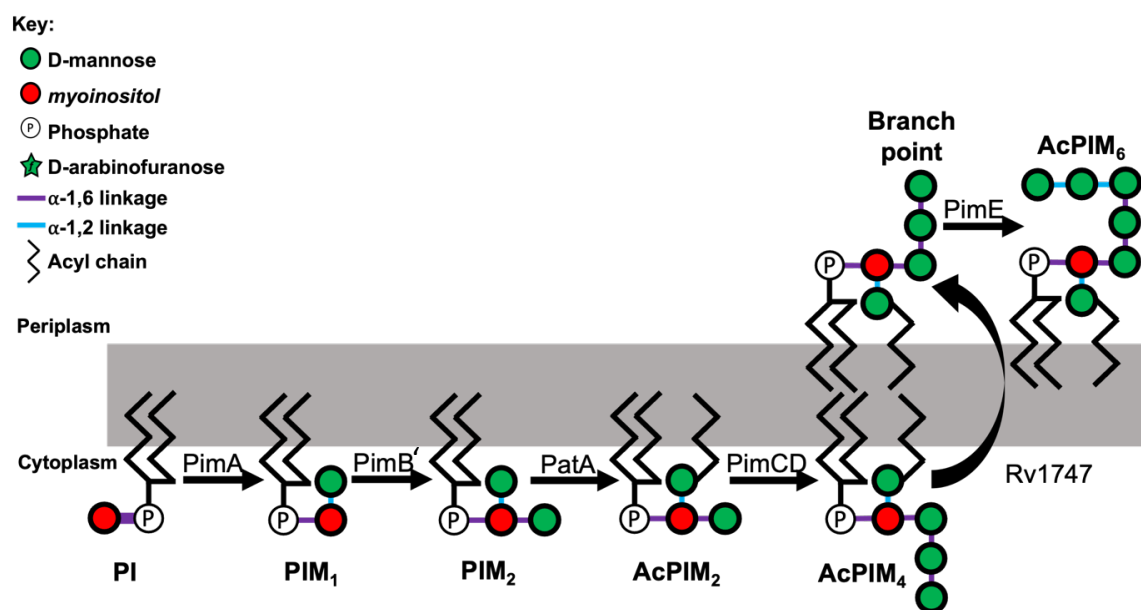 Key:
D-mannose
myoinositol
P Phosphate
f D-arabinofuranose
α-1,6 linkage
α-1,2 linkage
Acyl chain
Branch
point
AcPIM6
PimE
P
P
Periplasm
Cytoplasm
PimA
PimB′
PatA
PimCD
Rv1747
P
P
P
P
P
PI
PIM1
PIM2
AcPIM2
AcPIM4